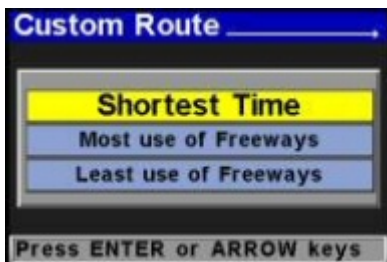 Custom Route
Shortest Time
Most use of Freeways
Least use of Freeways
Press ENTER or ARROW keys